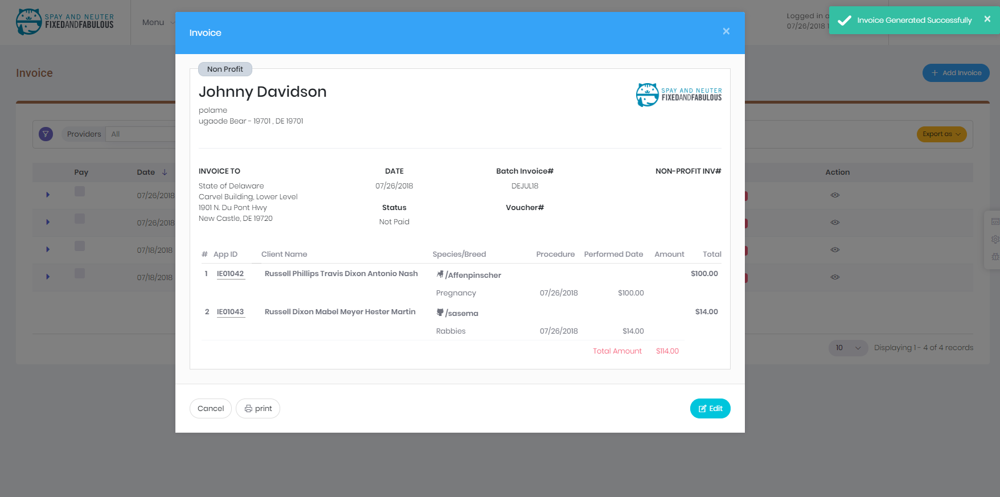 SPAY AND NEUTER
FIXEDANDFABULOUS
Menu
Logged in a
07/26/2018 1
Invoice Generated Successfully
Invoice
Invoice
Add Invoice
Non Profit
Johnny Davidson
polame
ugaode Bear - 19701 , DE 19701
SPAY AND NEUTER
FIXEDANDFABULOUS
Providers
All
Export as
Pay
Date
Action
07/26/2018
07/26/2018
07/18/2018
07/18/2018
INVOICE TO
State of Delaware
Carvel Building, Lower Level
1901 N. Du Pont Hwy
New Castle, DE 19720
DATE
07/26/2018
Status
Not Paid
Batch Invoice#
DEJUL18
Voucher#
NON-PROFIT INV#
# App ID Client Name Species/Breed Procedure Performed Date Amount Total
1 IE01042 Russell Phillips Travis Dixon Antonio Nash /Affenpinscher $100.00
Pregnancy 07/26/2018 $100.00
2 IE01043 Russell Dixon Mabel Meyer Hester Martin /sasema $14.00
Rabbies 07/26/2018 $14.00
Total Amount $114.00
10
Displaying 1 - 4 of 4 records
Cancel
print
Edit